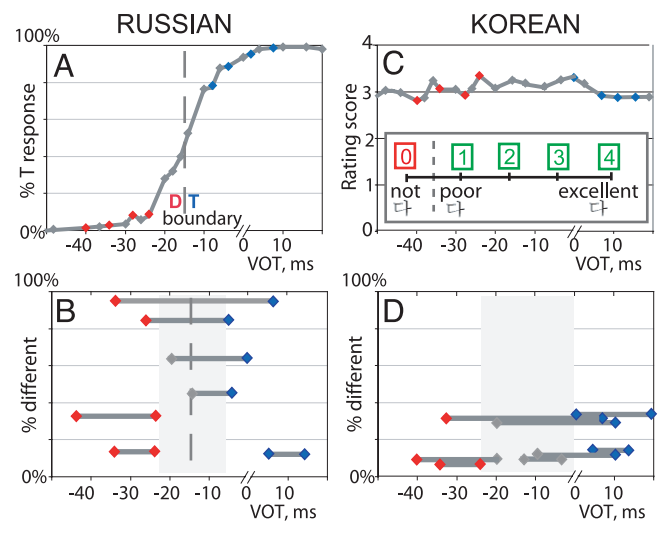 RUSSIAN
KOREAN
100%
A
% T response
D T
boundary
0%
-40 -30 -20 -10 0 10
VOT, ms
C
Rating score
4
3
2
1
0
0 1 2 3 4
not poor excellent
다 다 다
-40 -30 -20 -10 0 10
VOT, ms
100%
B
% different
0%
-40 -30 -20 -10 0 10
VOT, ms
100%
D
% different
0%
-40 -30 -20 -10 0 10
VOT, ms